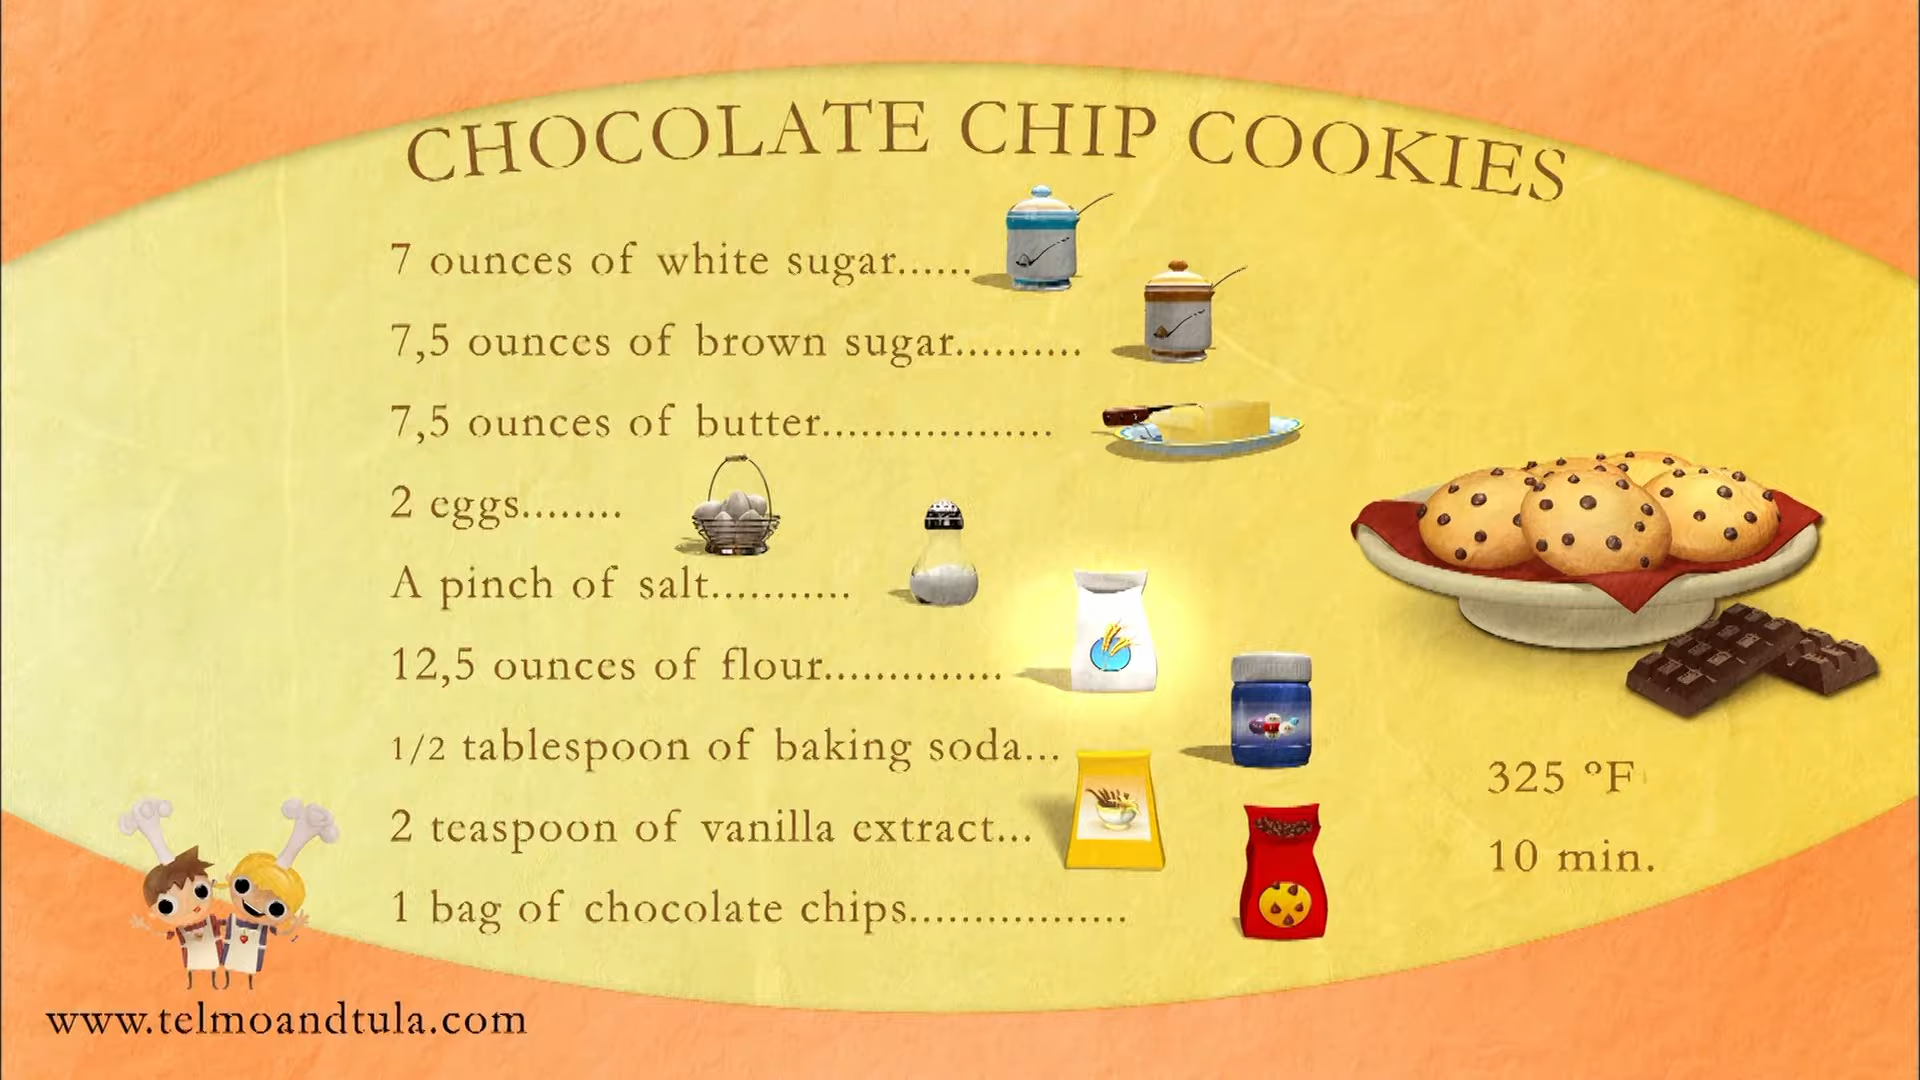 CHOCOLATE CHIP COOKIES
7 ounces of white sugar......
7,5 ounces of brown sugar..........
7,5 ounces of butter..................
2 eggs........
A pinch of salt...........
12,5 ounces of flour..............
1/2 tablespoon of baking soda...
2 teaspoon of vanilla extract...
1 bag of chocolate chips.................
325 ºF
10 min.
www.telmoandtula.com